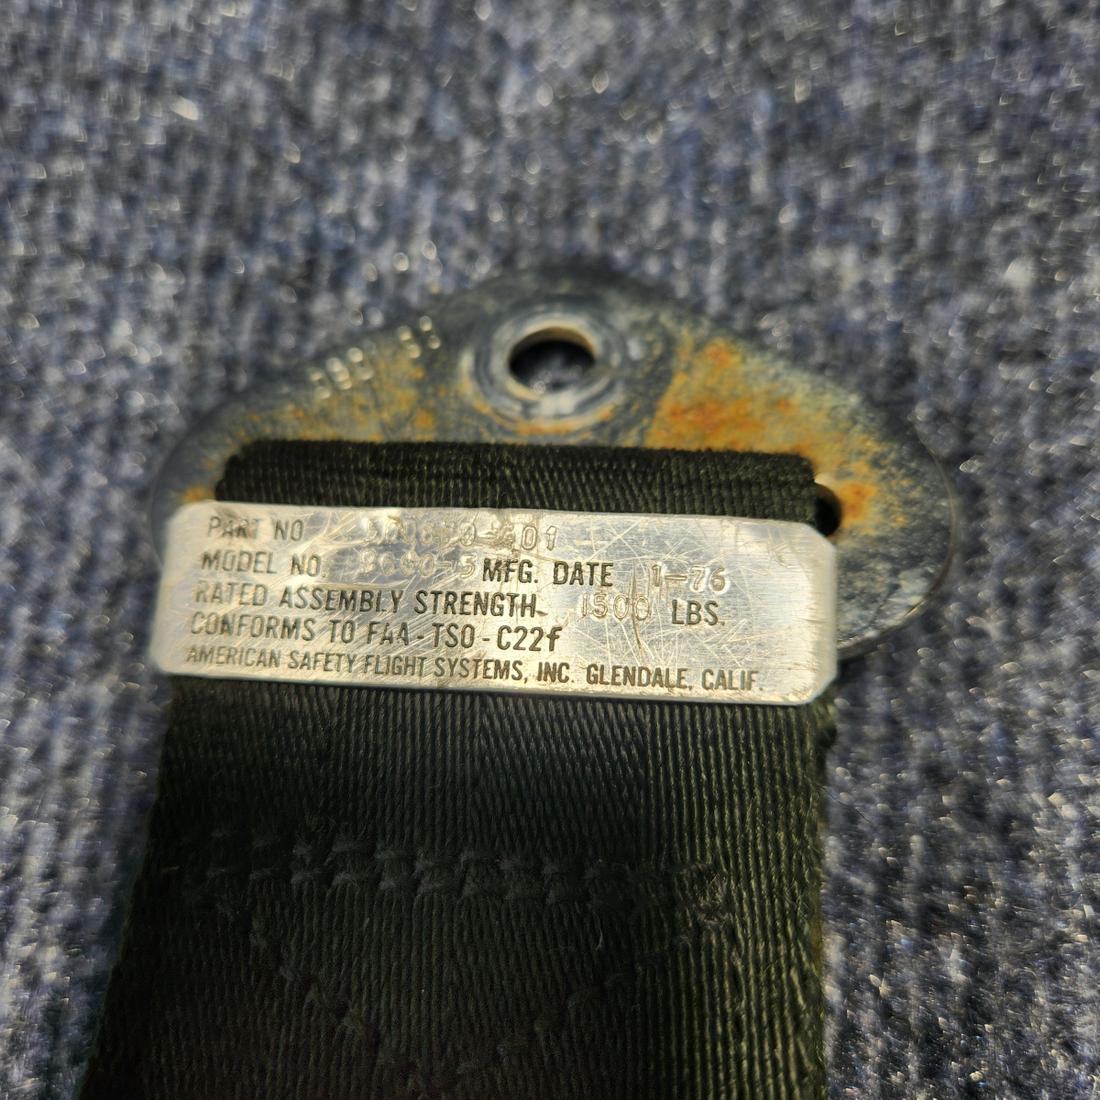 PART NO
MODEL NO. MFG. DATE 1-76
RATED ASSEMBLY STRENGTH 1500 LBS.
CONFORMS TO FAA-TSO-C22f
AMERICAN SAFETY FLIGHT SYSTEMS, INC. GLENDALE, CALIF.